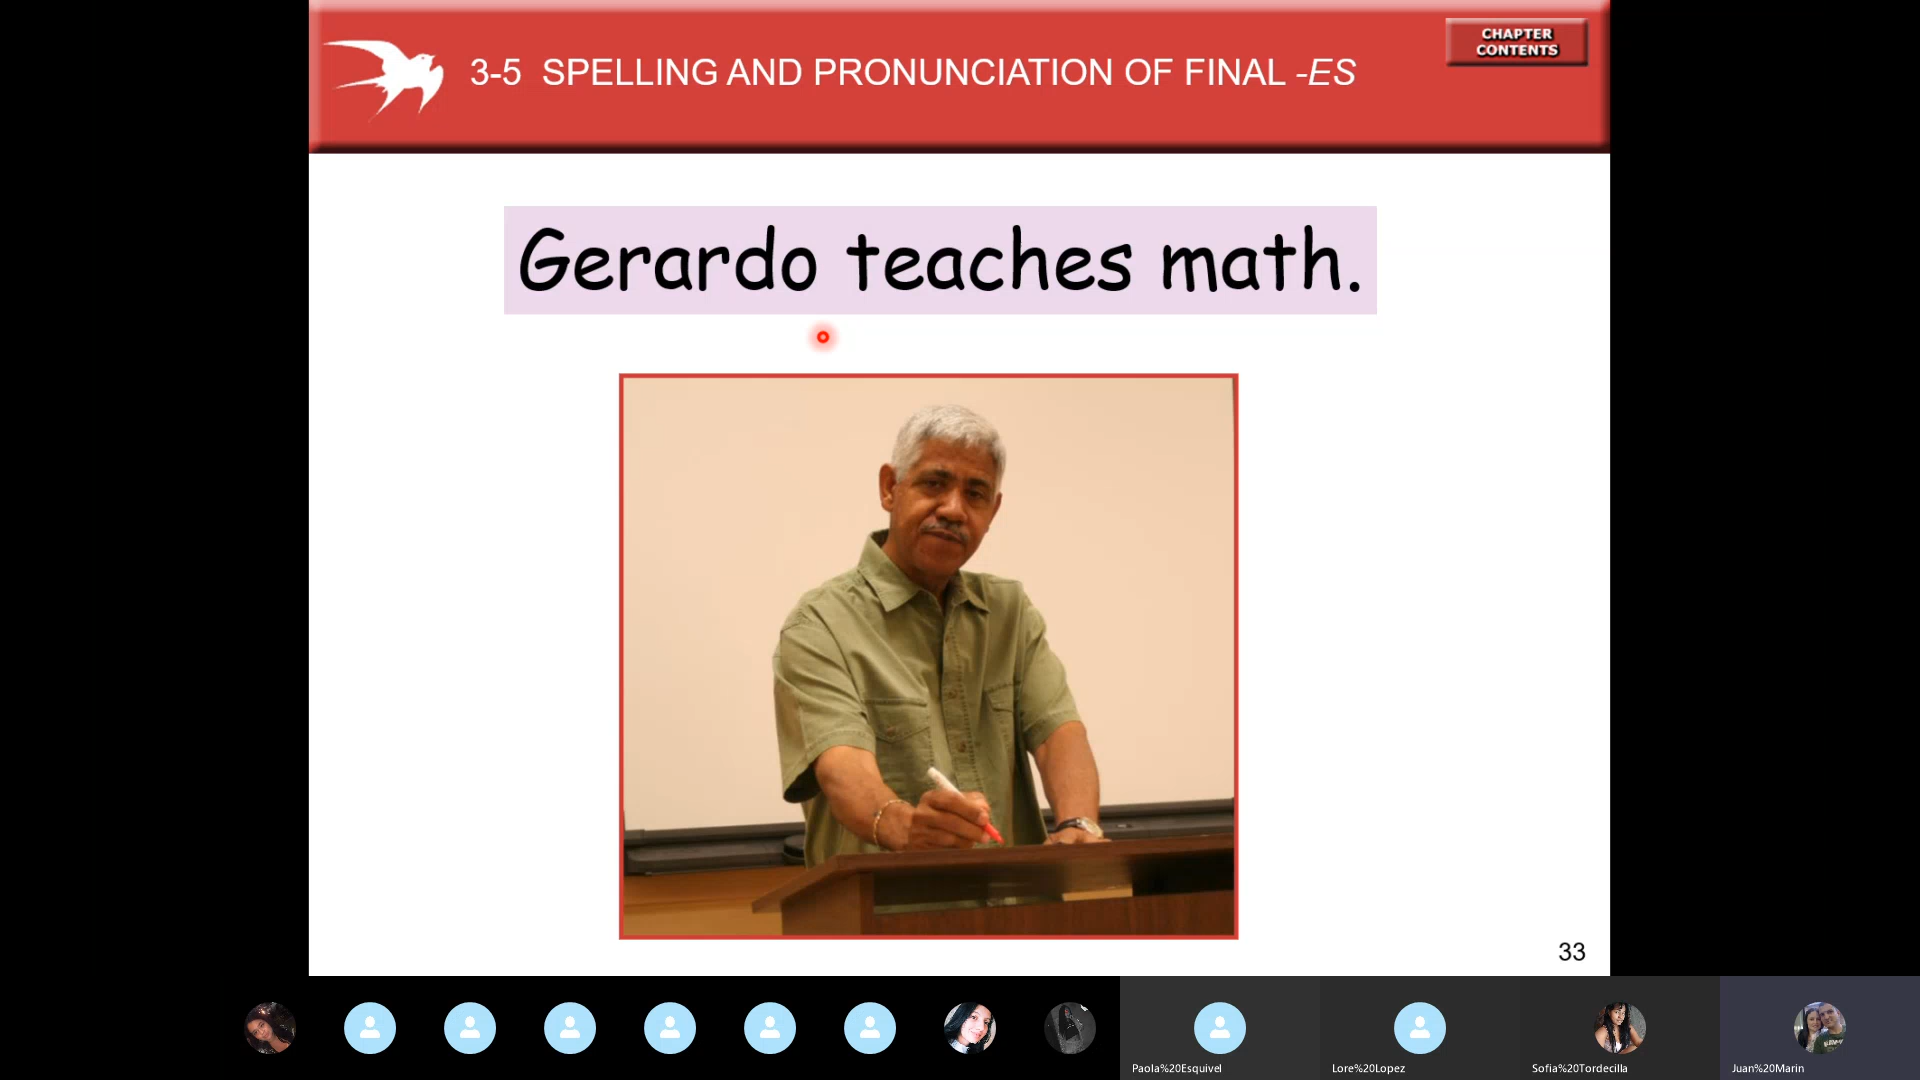 3-5 SPELLING AND PRONUNCIATION OF FINAL -ES
CHAPTER
CONTENTS
Gerardo teaches math.
33
Paola%20Esquivel
Lore%20Lopez
Sofia%20Tordecilla
Juan%20Marin